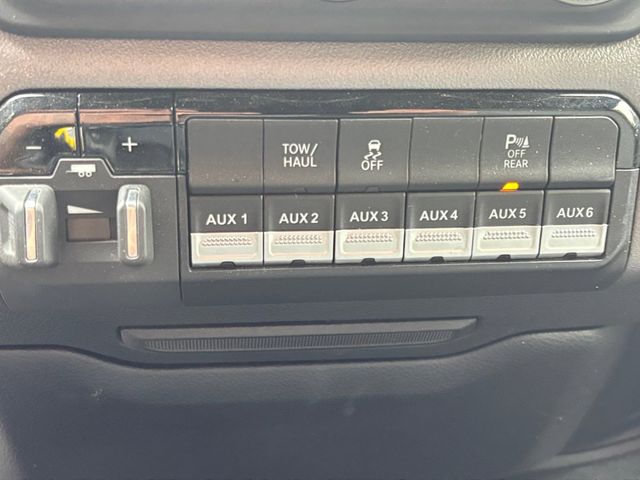 - +
TOW/
HAUL
OFF
P
OFF
REAR
AUX 1 AUX 2 AUX 3 AUX 4 AUX 5 AUX 6